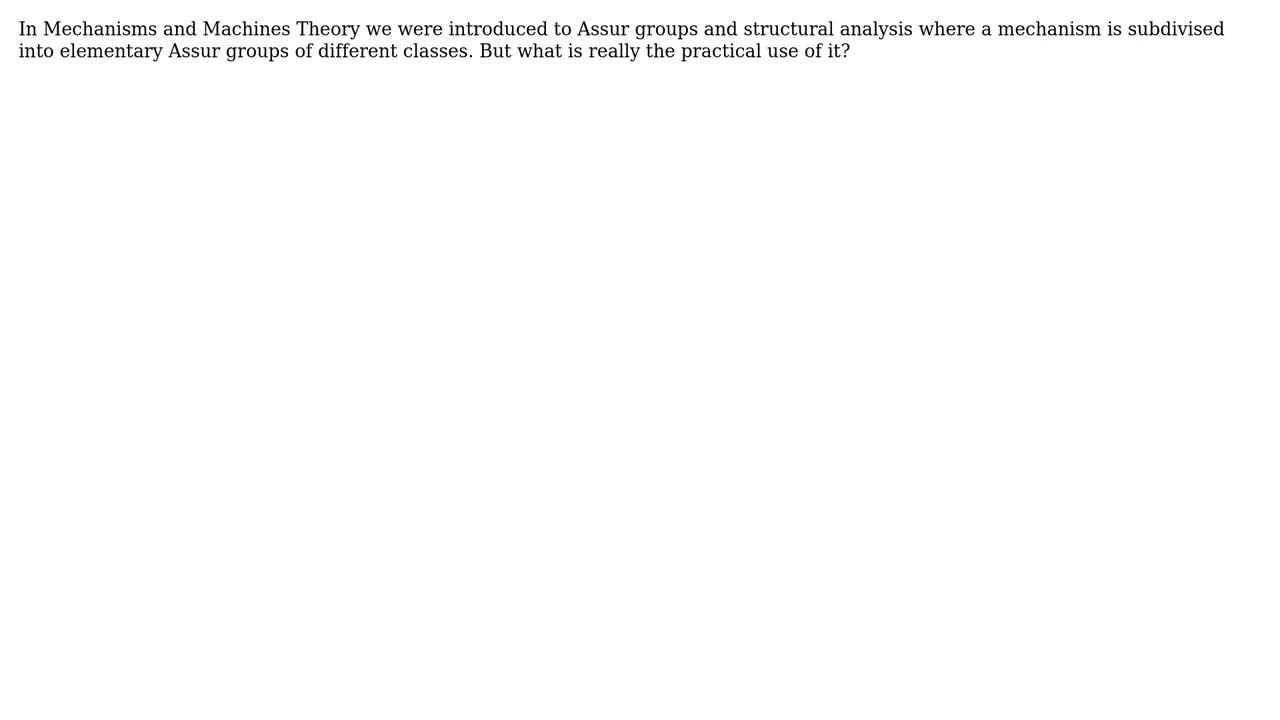 In Mechanisms and Machines Theory we were introduced to Assur groups and structural analysis where a mechanism is subdivised
into elementary Assur groups of different classes. But what is really the practical use of it?